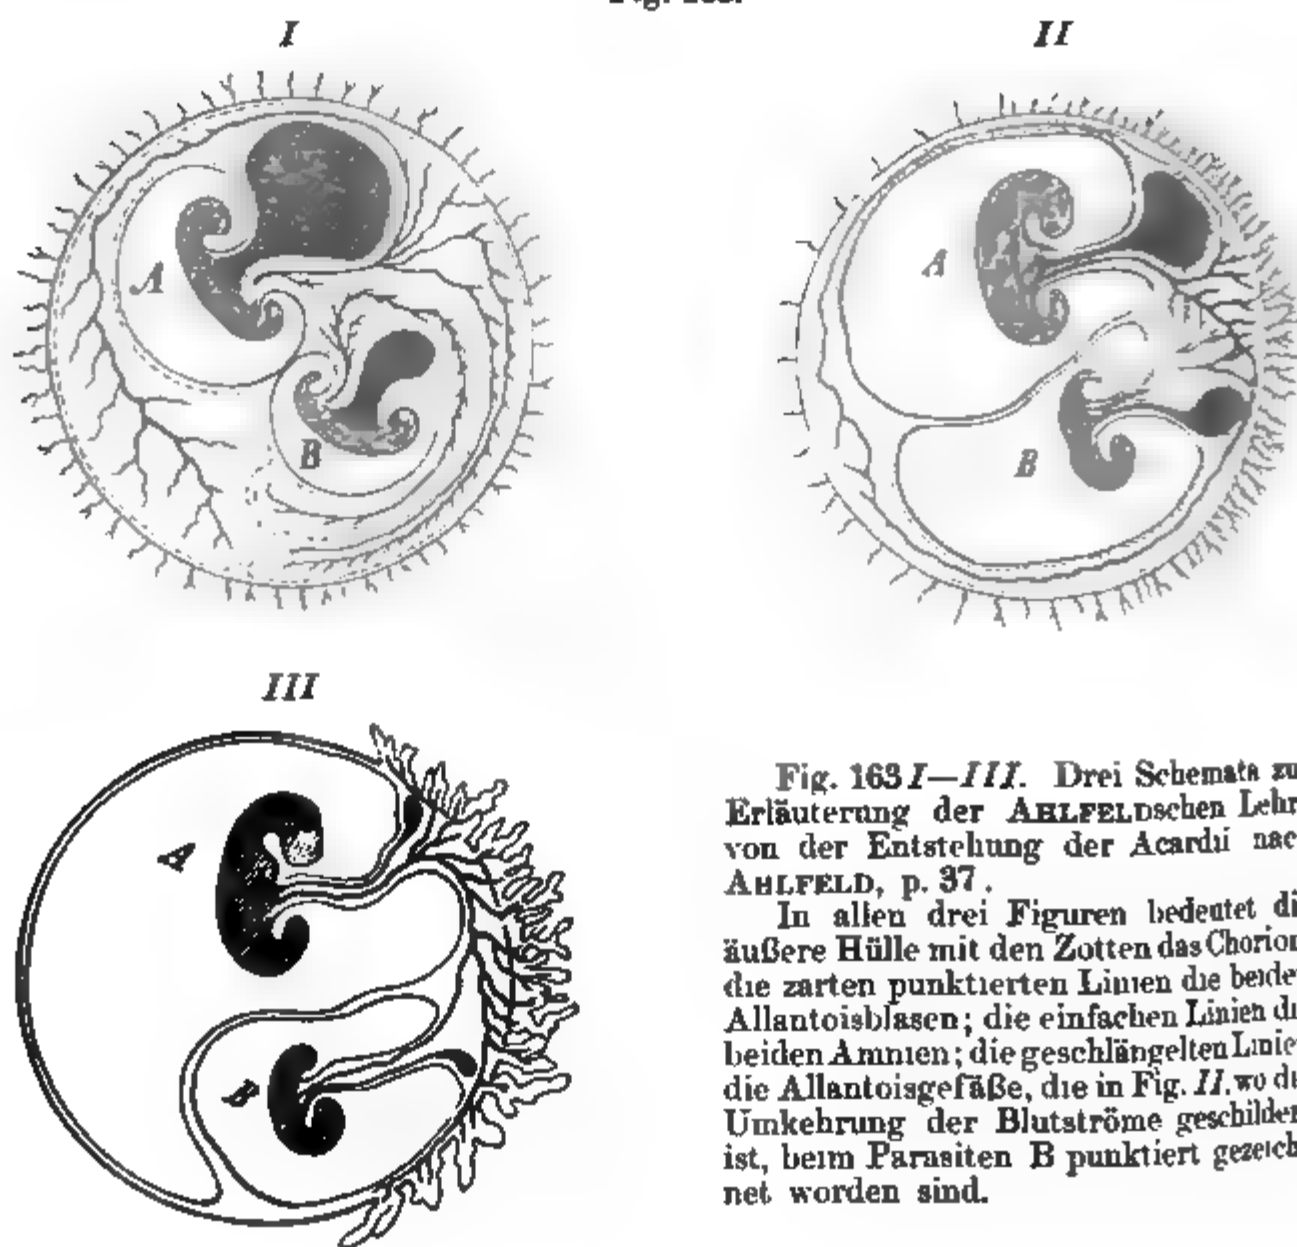 I
II
A
B
A
B
III
A
B
Fig. 163 I—III. Drei Schemata zu
Erläuterung der AHLFELDschen Lehr
von der Entstehung der Acardii nac
AHLFELD, p. 37.
In allen drei Figuren bedeutet di
äußere Hülle mit den Zotten das Chorion
die zarten punktierten Linien die beide
Allantoisblasen; die einfachen Linien di
beiden Amnien; die geschlängelten Linie
die Allantoisgefäße, die in Fig. II. wo di
Umkehrung der Blutströme geschilder
ist, beim Parasiten B punktiert gezeich
net worden sind.